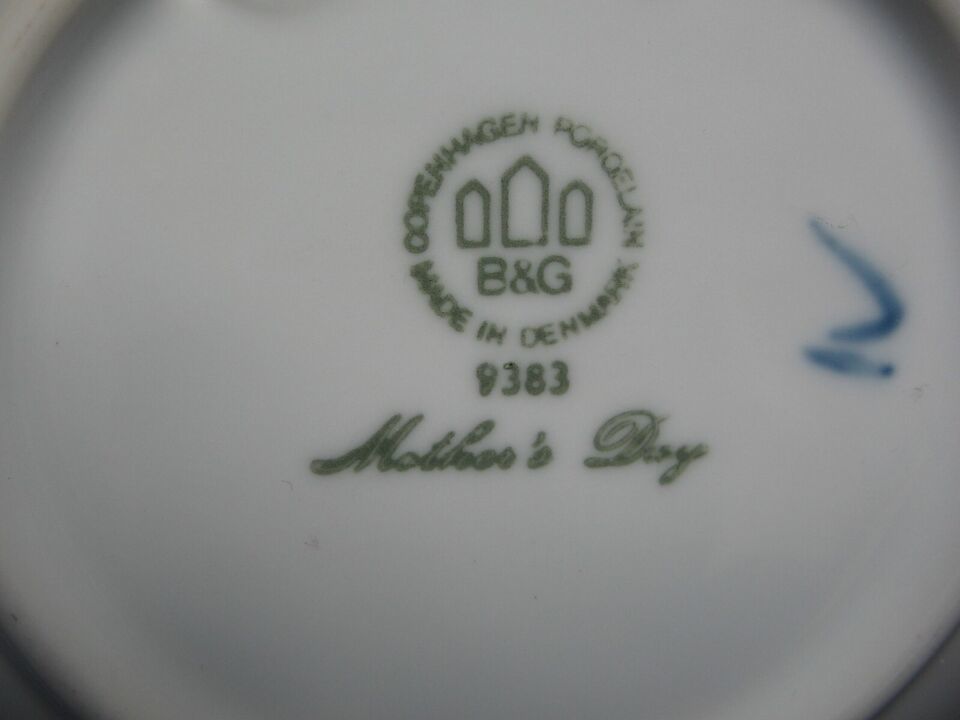 COPENHAGEN PORCELAIN
B&G
MADE IN DENMARK
9383
Mother's Day